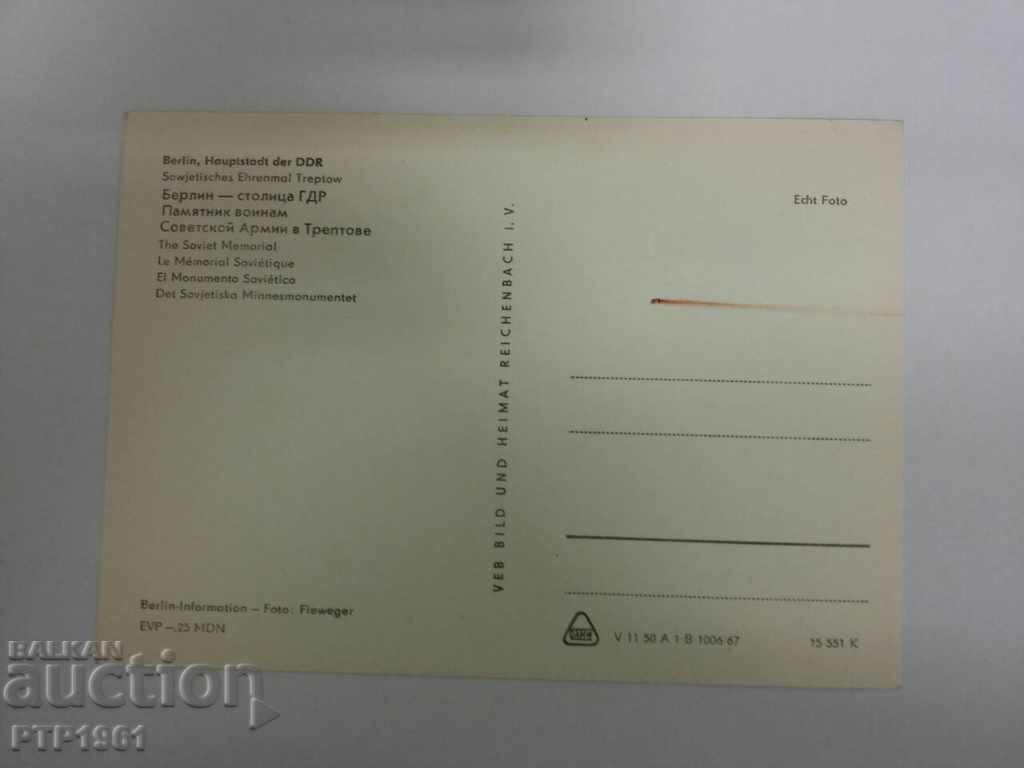 Berlin, Hauptstadt der DDR
Sowjetisches Ehrenmal Treptow
Берлин — столица ГДР
Памятник воинам
Советской Армии в Трептове
The Soviet Memorial
Le Mémorial Soviétique
El Monumento Soviético
Det Sovjetiska Minnesmonumentet
Berlin-Information – Foto: Fieweger
EVP –.25 MDN
VEB BILD UND HEIMAT REICHENBACH I. V.
Echt Foto
V 11 50 A 1 B 1006 67
15 551 K
BALKAN
auction
PTP1961